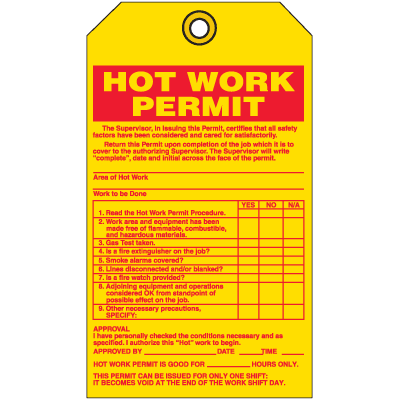 HOT WORK
PERMIT
The Supervisor, in issuing this Permit, certifies that all safety
factors have been considered and cared for satisfactorily.
Return this Permit upon completion of the job which it is to
cover to the authorizing Supervisor. The Supervisor will write
"complete", date and initial across the face of the permit.
Area of Hot Work
Work to be Done
YES NO N/A
1. Read the Hot Work Permit Procedure.
2. Work area and equipment has been
made free of flammable, combustible,
and hazardous materials.
3. Gas Test taken.
4. Is a fire extinguisher on the job?
5. Smoke alarms covered?
6. Lines disconnected and/or blanked?
7. Is a fire watch provided?
8. Adjoining equipment and operations
considered OK from standpoint of
possible effect on the job.
9. Other necessary precautions,
SPECIFY:
APPROVAL
I have personally checked the conditions necessary and as
specified. I authorize this "Hot" work to begin.
APPROVED BY DATE TIME
HOT WORK PERMIT IS GOOD FOR HOURS ONLY.
THIS PERMIT CAN BE ISSUED FOR ONLY ONE SHIFT:
IT BECOMES VOID AT THE END OF THE WORK SHIFT DAY.